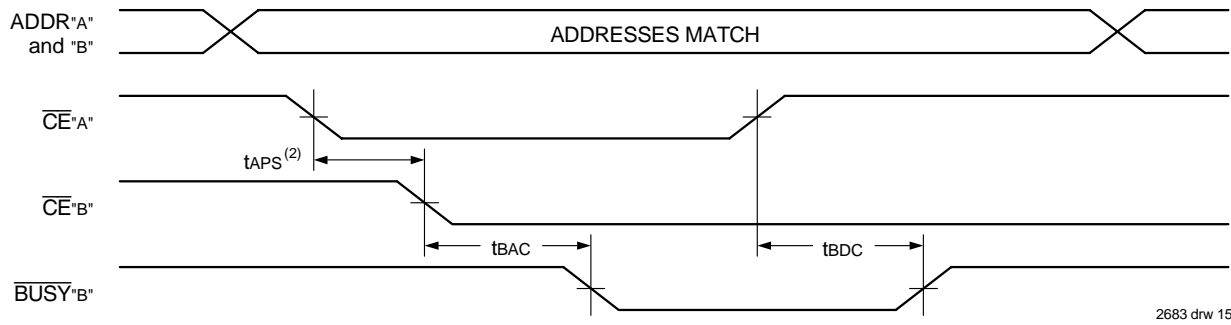 ADDR"A"
and "B"
ADDRESSES MATCH
CE"A"
tAPS(2)
CE"B"
tBAC
tBDC
BUSY"B"
2683 drw 15